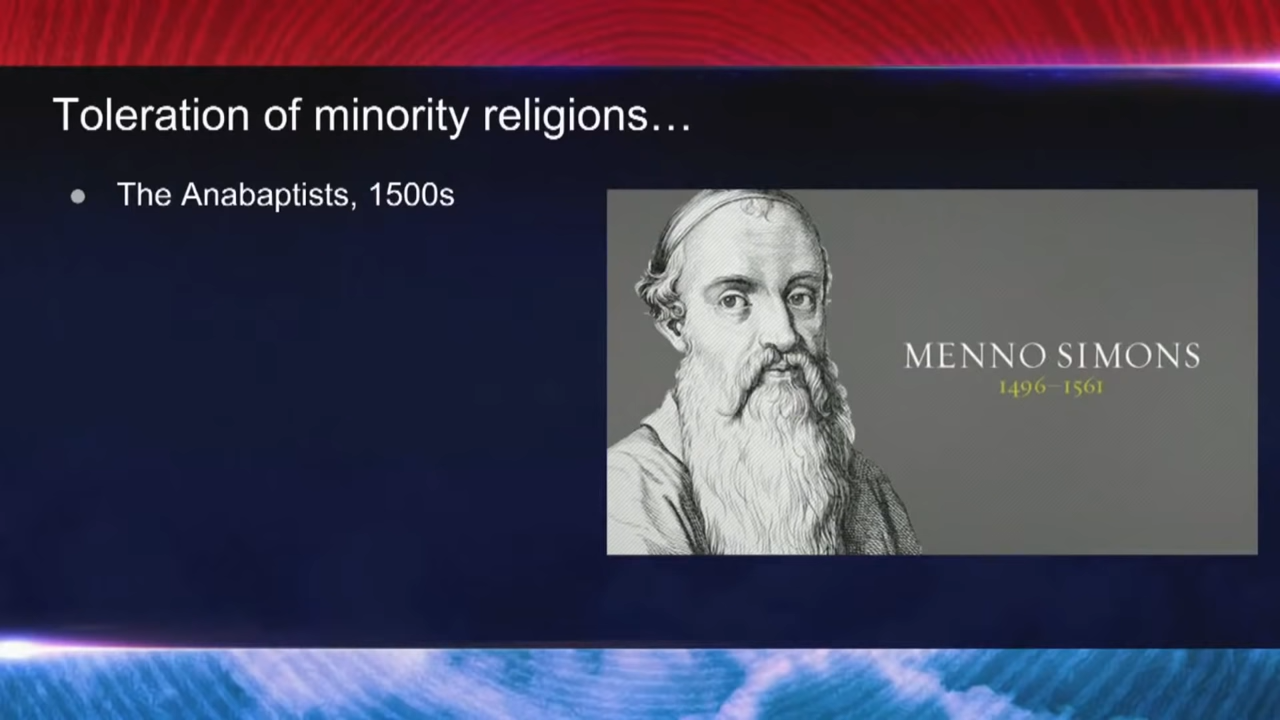 Toleration of minority religions…
● The Anabaptists, 1500s
MENNO SIMONS
1496–1561